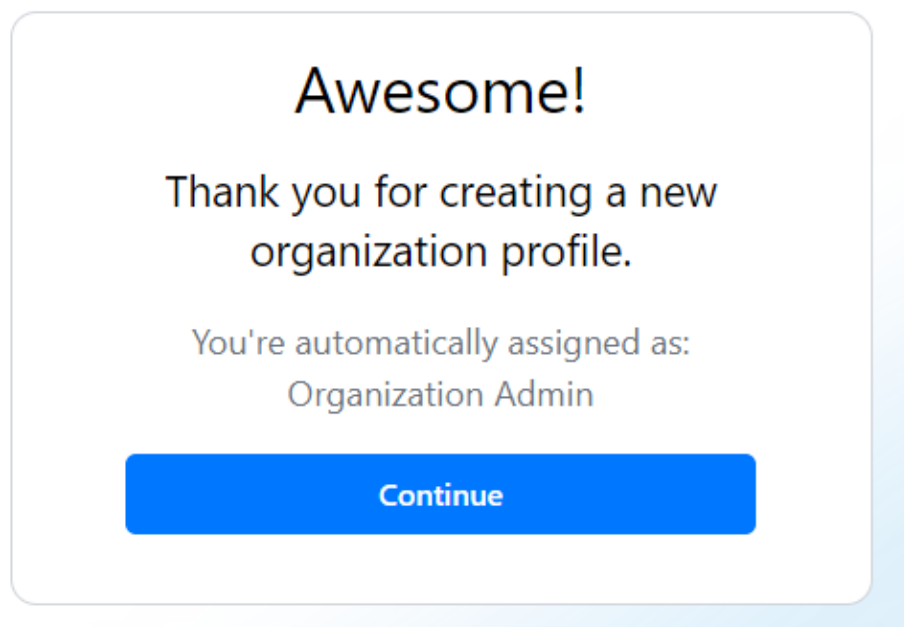 Awesome!
Thank you for creating a new
organization profile.
You're automatically assigned as:
Organization Admin
Continue